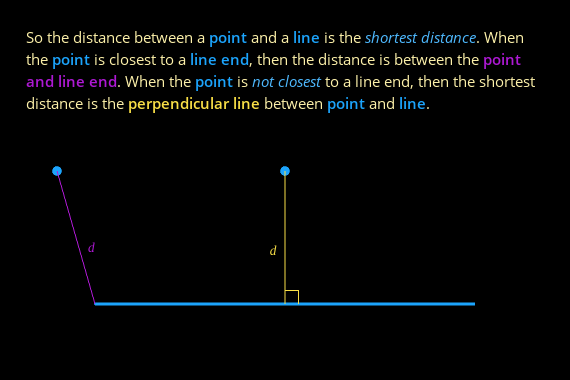 So the distance between a point and a line is the shortest distance. When
the point is closest to a line end, then the distance is between the point
and line end. When the point is not closest to a line end, then the shortest
distance is the perpendicular line between point and line.
d
d